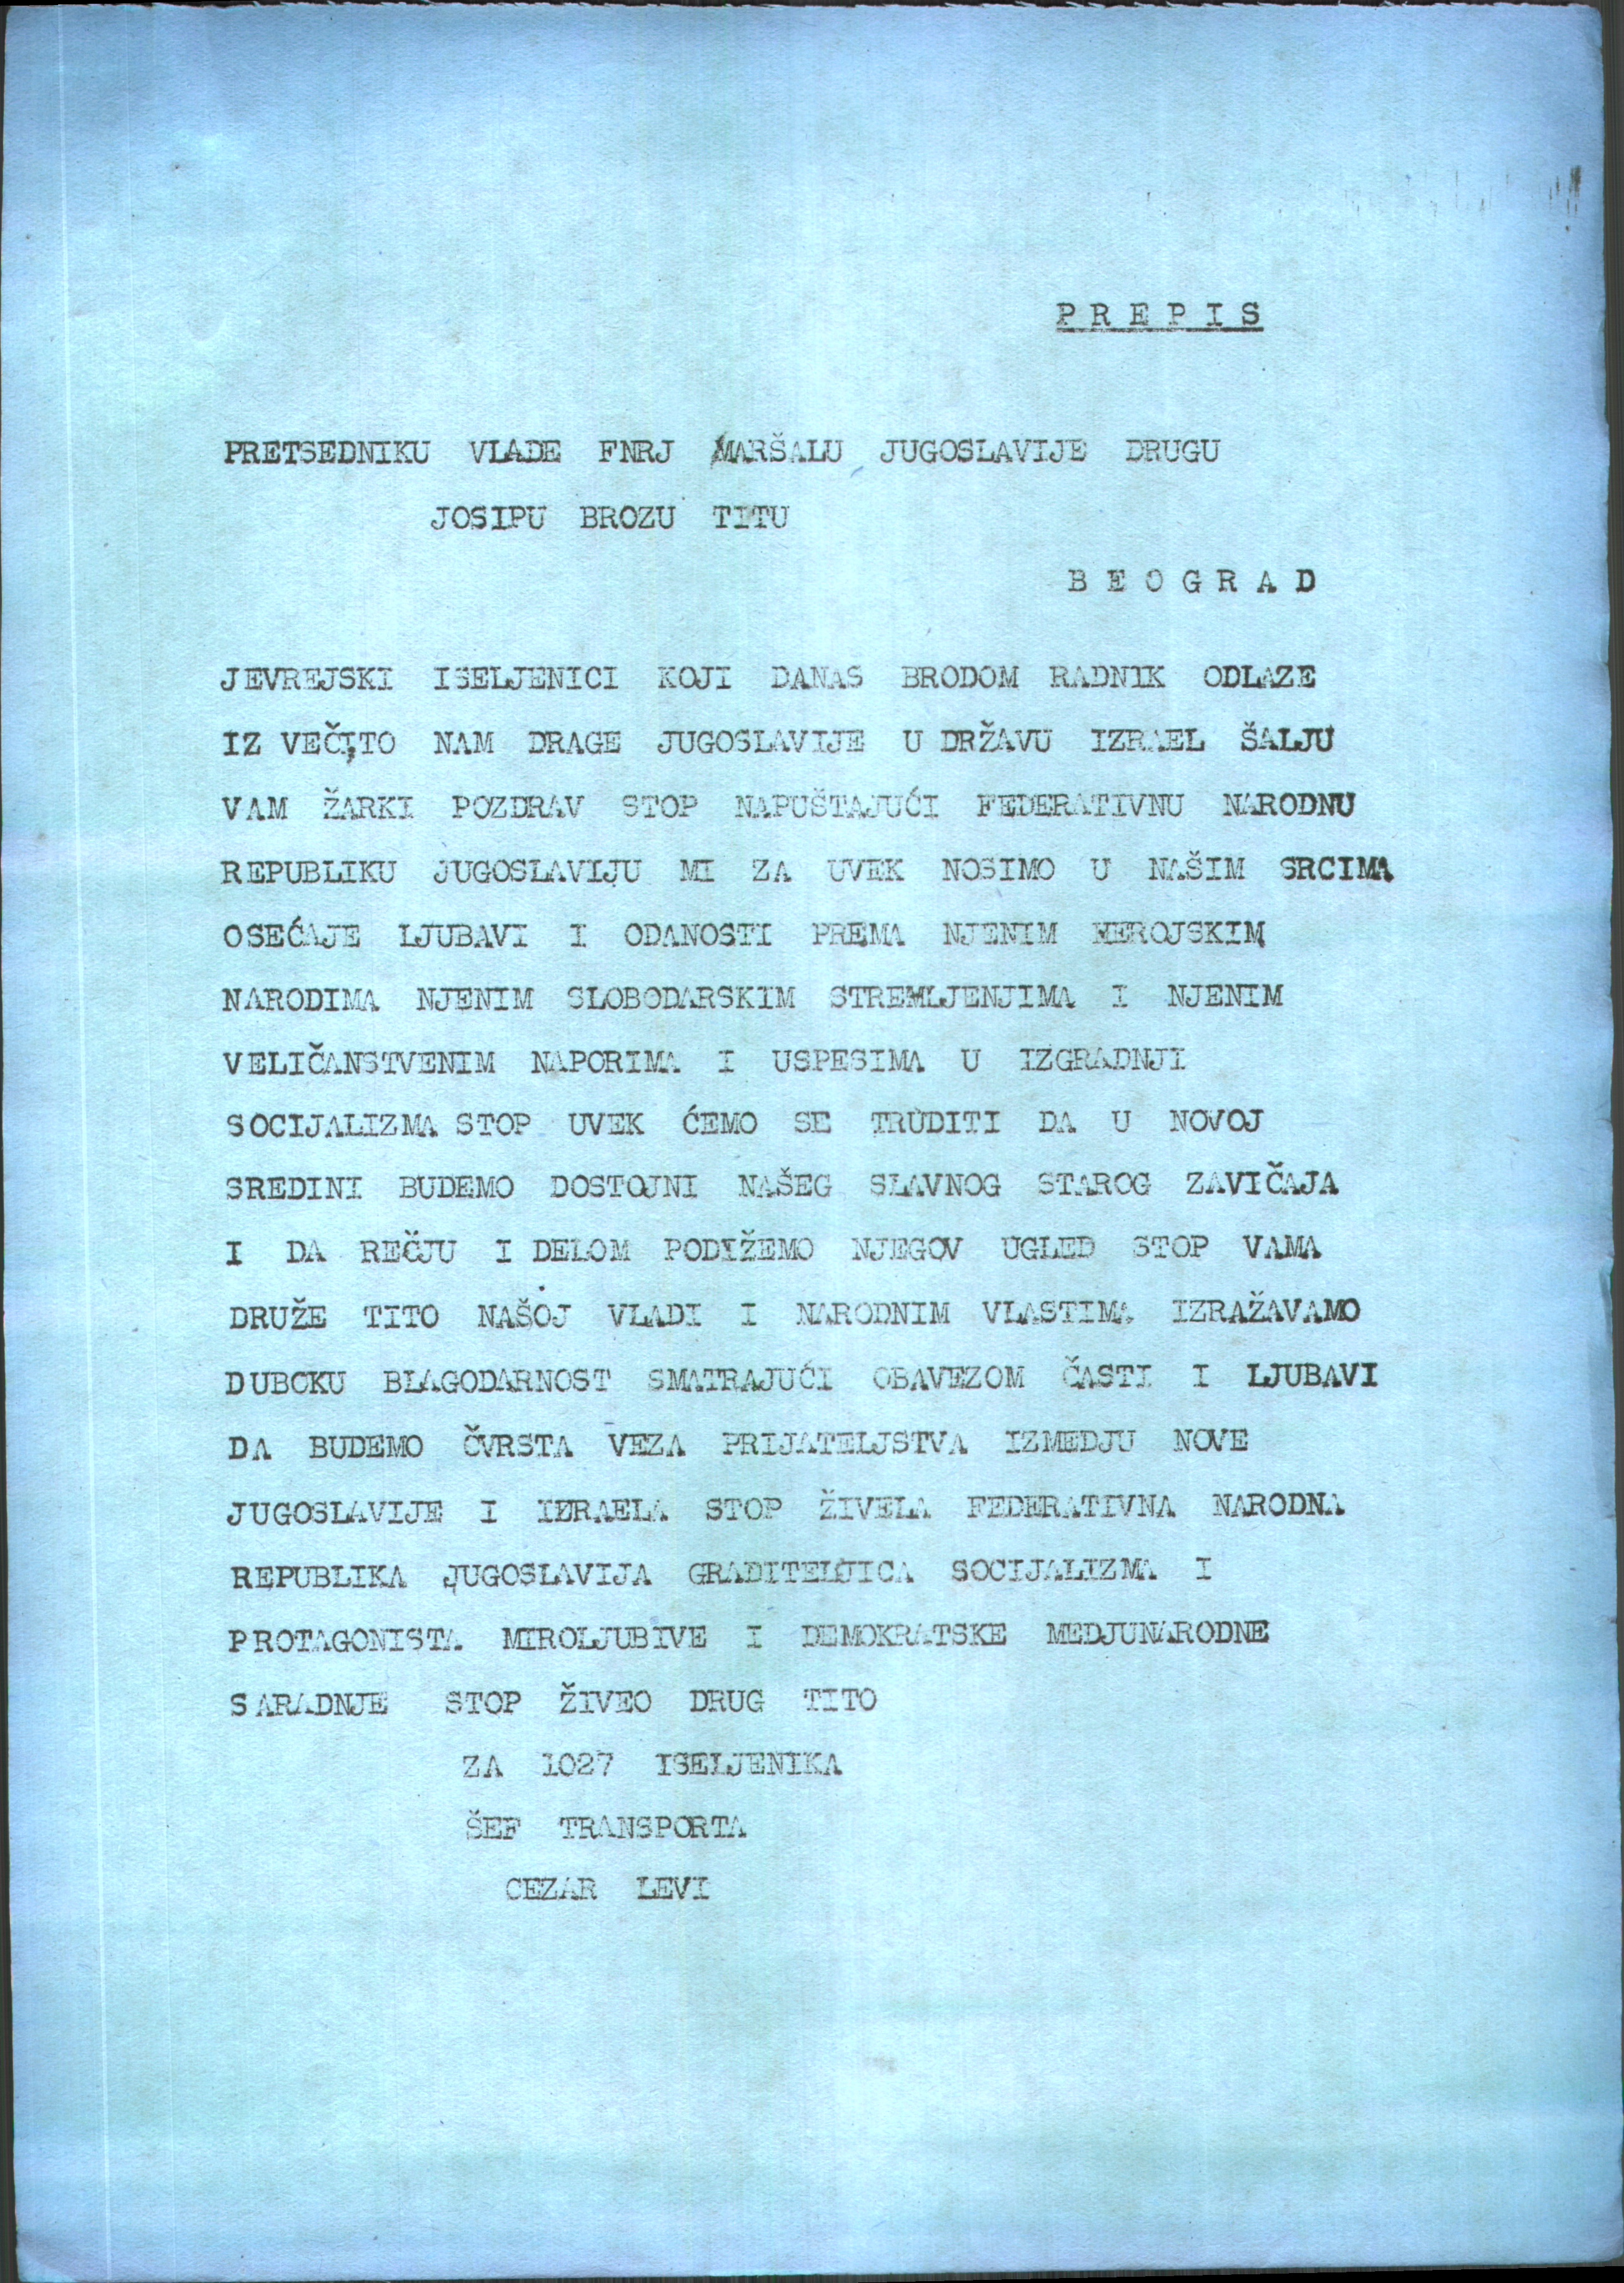 PREPIS
PRETSEDNIKU VLADE FNRJ MARŠALU JUGOSLAVIJE DRUGU
JOSIPU BROZU TITU
BEOGRAD
JEVREJSKI ISELJENICI KOJI DANAS BRODOM RADNIK ODLAZE
IZ VEČITO NAM DRAGE JUGOSLAVIJE U DRŽAVU IZRAEL ŠALJU
VAM ŽARKI POZDRAV STOP NAPUŠTAJUĆI FEDERATIVNU NARODNU
REPUBLIKU JUGOSLAVIJU MI ZA UVEK NOSIMO U NAŠIM SRCIMA
OSEĆAJE LJUBAVI I ODANOSTI PREMA NJENIM HEROJSKIM
NARODIMA NJENIM SLOBODARSKIM STREMLJENJIMA I NJENIM
VELIČANSTVENIM NAPORIMA I USPESIMA U IZGRADNJI
SOCIJALIZMA STOP UVEK ĆEMO SE TRUDITI DA U NOVOJ
SREDINI BUDEMO DOSTOJNI NAŠEG SLAVNOG STAROG ZAVIČAJA
I DA REČJU I DELOM PODIŽEMO NJEGOV UGLED STOP VAMA
DRUŽE TITO NAŠOJ VLADI I NARODNIM VLASTIMA IZRAŽAVAMO
DUBOKU BLAGODARNOST SMATRAJUĆI OBAVEZOM ČASTI I LJUBAVI
DA BUDEMO ČVRSTA VEZA PRIJATELJSTVA IZMEDJU NOVE
JUGOSLAVIJE I IZRAELA STOP ŽIVELA FEDERATIVNA NARODNA
REPUBLIKA JUGOSLAVIJA GRADITELJICA SOCIJALIZMA I
PROTAGONISTA MIROLJUBIVE I DEMOKRATSKE MEDJUNARODNE
SARADNJE STOP ŽIVEO DRUG TITO
ZA 1027 ISELJENIKA
ŠEF TRANSPORTA
CEZAR LEVI